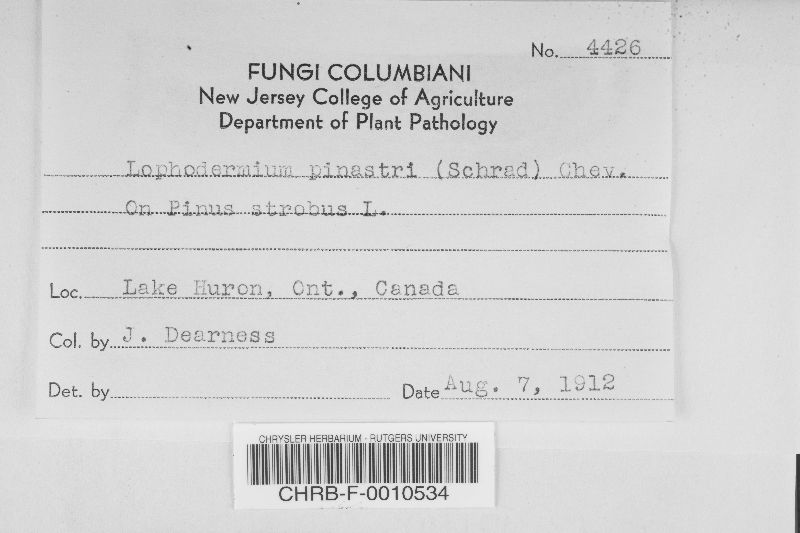 No. 4426
FUNGI COLUMBIANI
New Jersey College of Agriculture
Department of Plant Pathology
Lophodermium pinastri (Schrad) Chev.
On Pinus strobus L.
Loc. Lake Huron, Ont., Canada
Col. by J. Dearness
Det. by
Date Aug. 7, 1912
CHRYSLER HERBARIUM - RUTGERS UNIVERSITY
CHRB-F-0010534